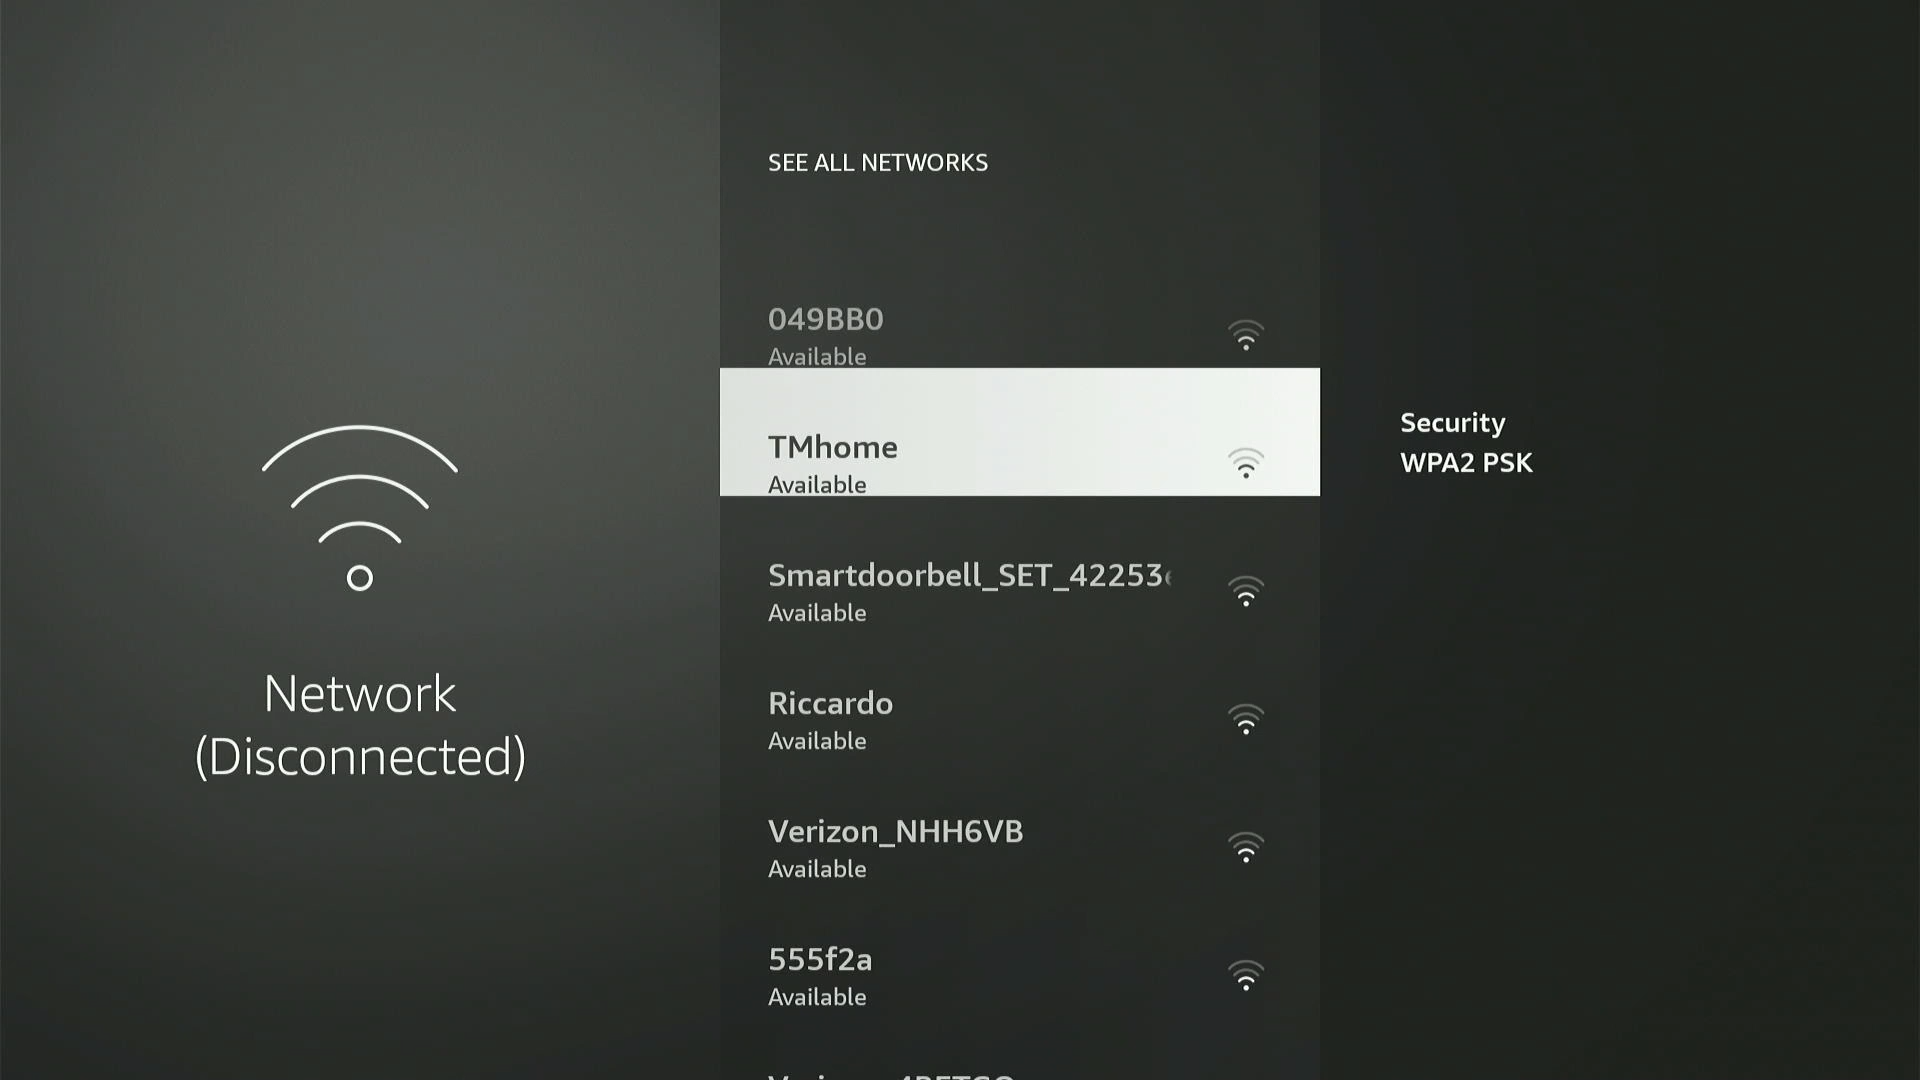 SEE ALL NETWORKS
049BB0
Available
TMhome
Available
Security
WPA2 PSK
Smartdoorbell_SET_42253
Available
Riccardo
Available
Network
(Disconnected)
Verizon_NHH6VB
Available
555f2a
Available